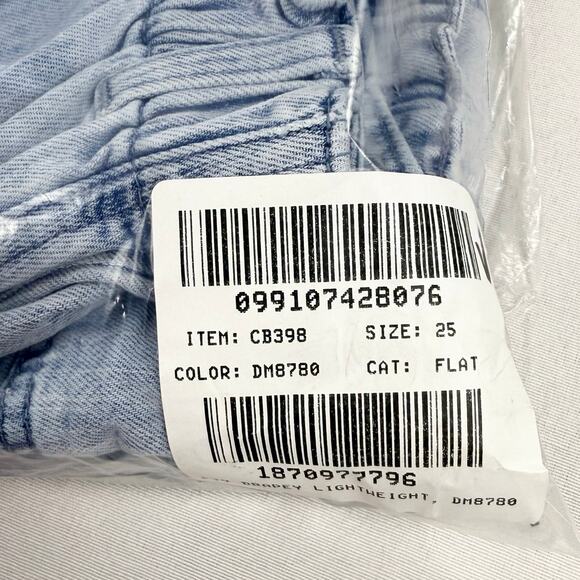 099107428076
ITEM: CB398 SIZE: 25
COLOR: DM8780 CAT: FLAT
1870977796
DRAPEY LIGHTWEIGHT, DM8780